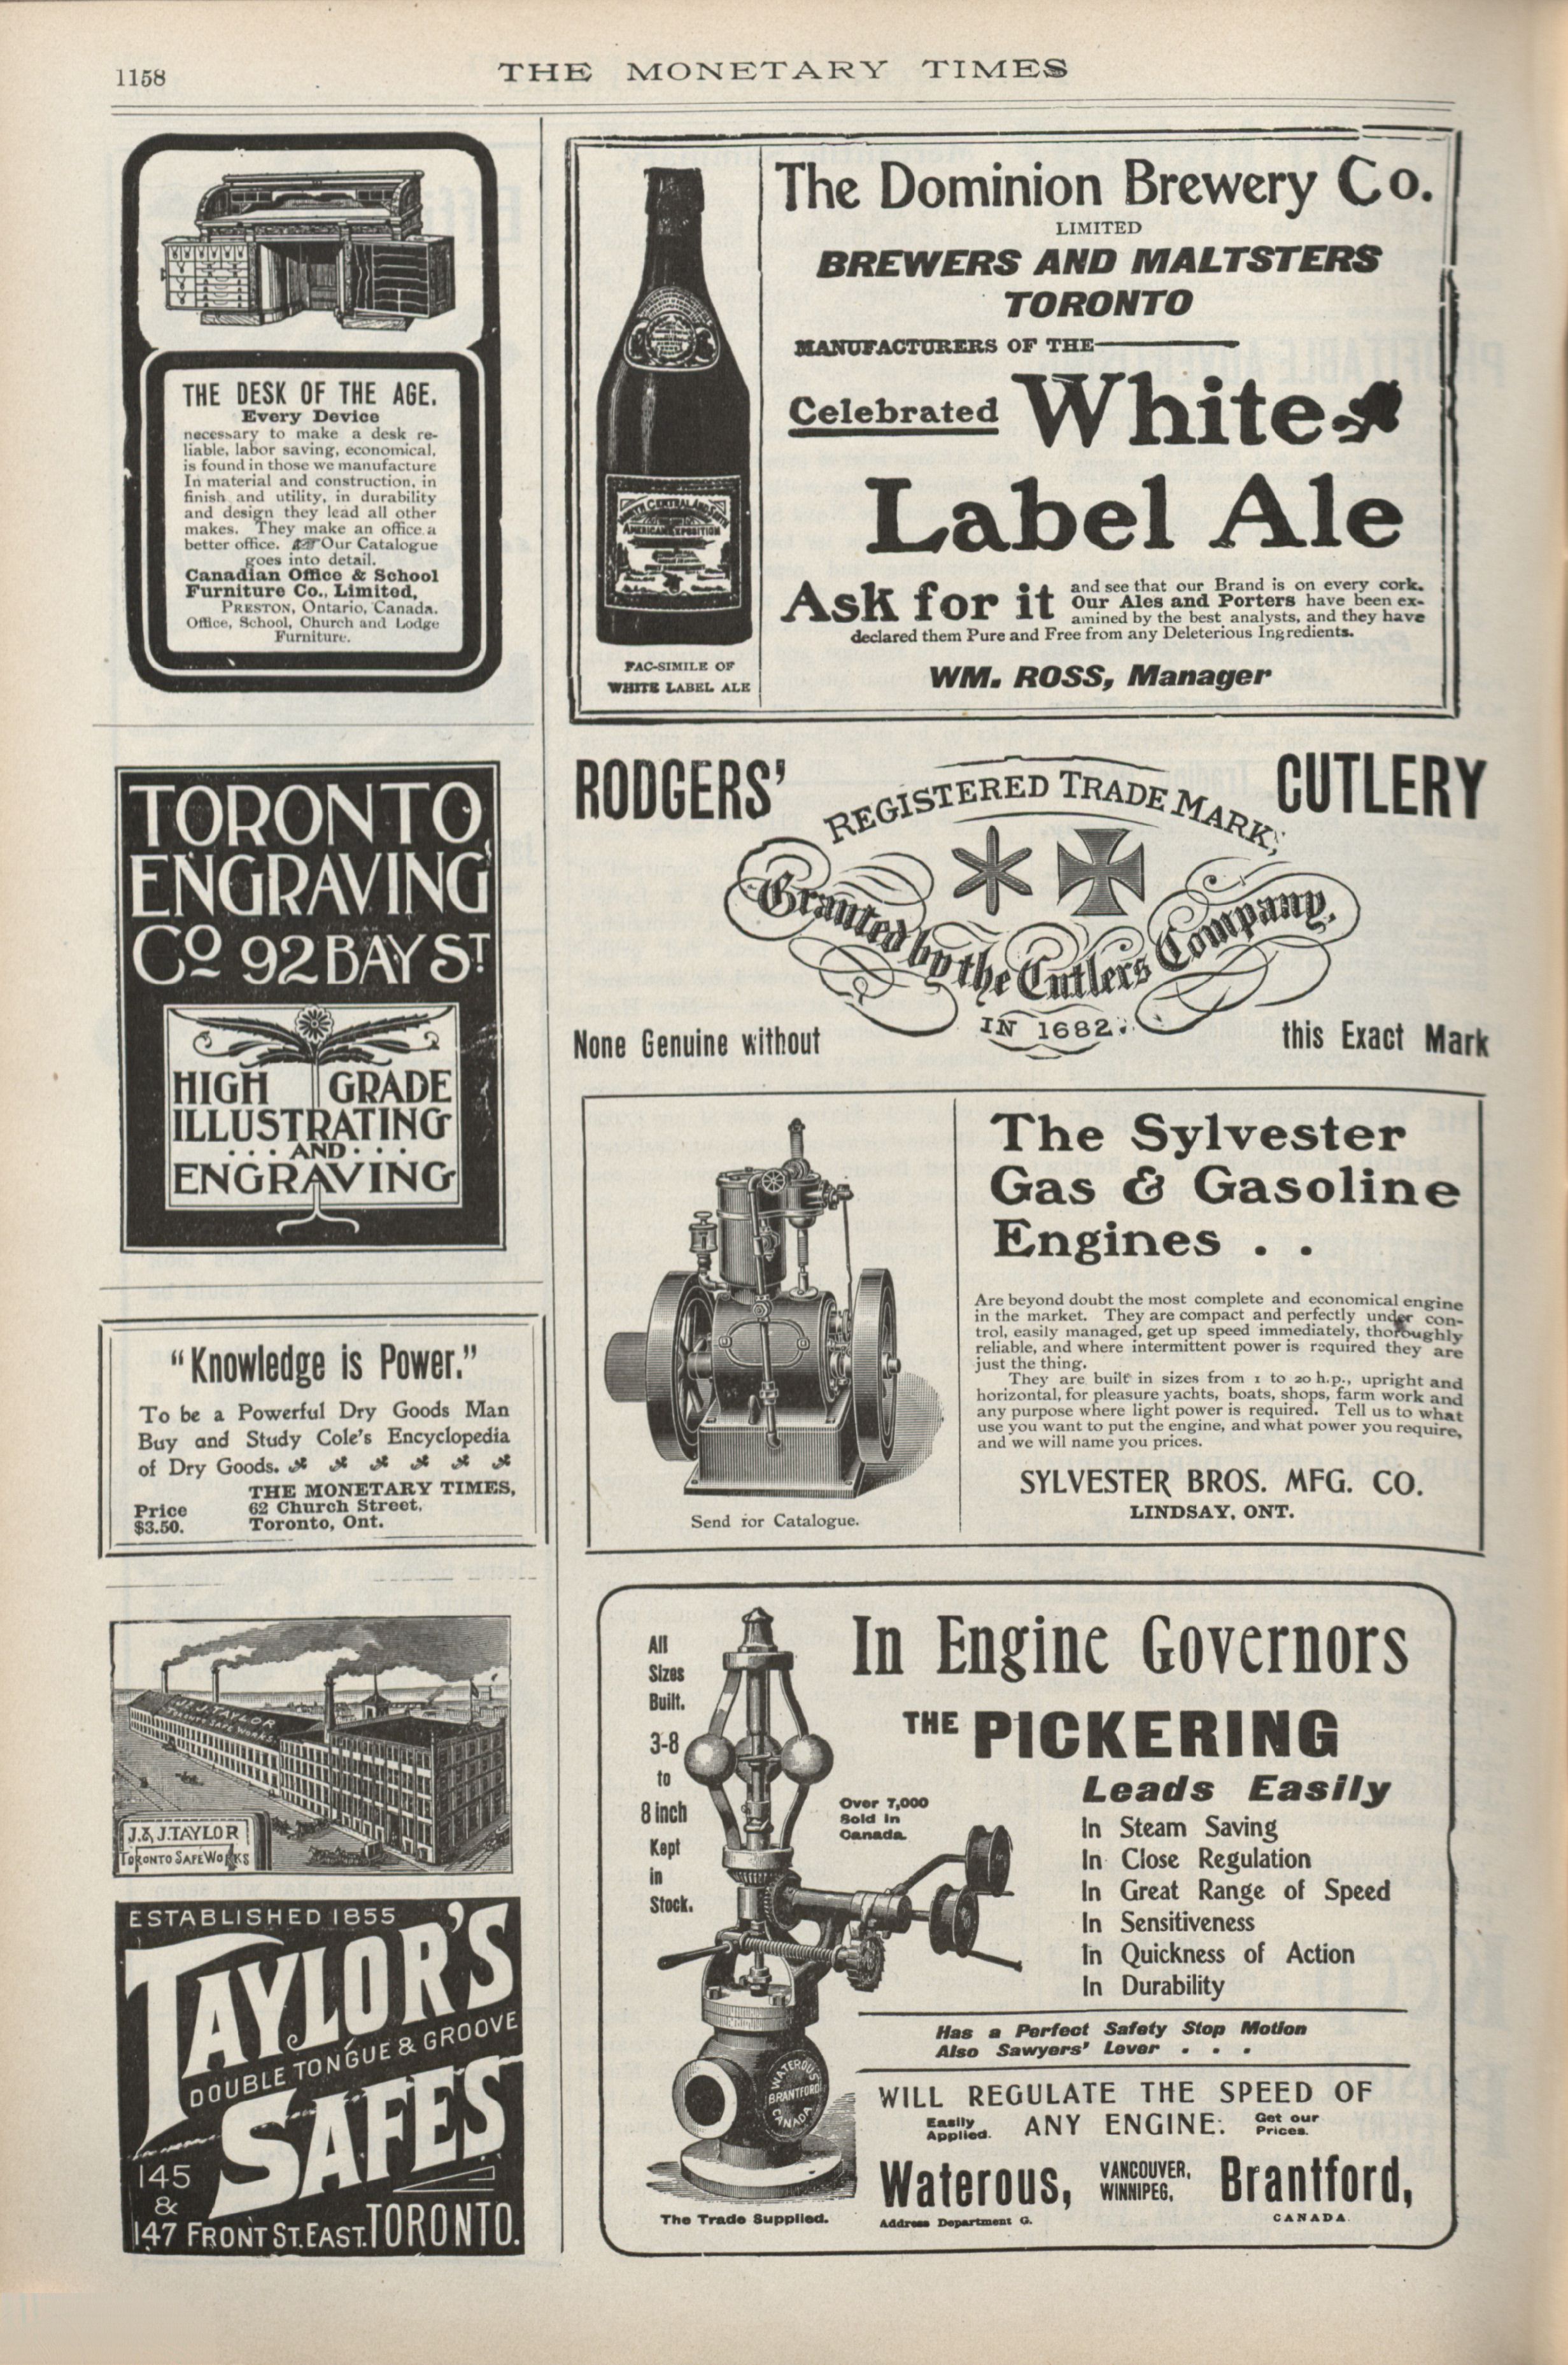 1158
THE MONETARY TIMES
THE DESK OF THE AGE.
Every Device
necessary to make a desk re-
liable, labor saving, economical,
is found in those we manufacture
In material and construction, in
finish and utility, in durability
and design they lead all other
makes. They make an office a
better office. Our Catalogue
goes into detail.
Canadian Office & School
Furniture Co., Limited,
PRESTON, Ontario, Canada.
Office, School, Church and Lodge
Furniture.
TORONTO
ENGRAVING
Co 92 BAY ST
HIGH GRADE
ILLUSTRATING
... AND ...
ENGRAVING
"Knowledge is Power."
To be a Powerful Dry Goods Man
Buy and Study Cole's Encyclopedia
of Dry Goods.
THE MONETARY TIMES,
Price 62 Church Street,
$3.50. Toronto, Ont.
J. & J. TAYLOR
TORONTO SAFE WORKS
J. & J. TAYLOR
TORONTO SAFE WORKS
ESTABLISHED 1855
TAYLOR'S
DOUBLE TONGUE & GROOVE
SAFES
145
&
147 FRONT ST. EAST. TORONTO.
The Dominion Brewery Co.
LIMITED
BREWERS AND MALTSTERS
TORONTO
MANUFACTURERS OF THE
Celebrated White
Label Ale
Ask for it and see that our Brand is on every cork.
Our Ales and Porters have been ex-
amined by the best analysts, and they have
declared them Pure and Free from any Deleterious Ingredients.
WM. ROSS, Manager
NORTH CENTRAL AND SOUTH
AMERICAN EXPOSITION
FAC-SIMILE OF
WHITE LABEL ALE
RODGERS' CUTLERY
REGISTERED TRADE MARK,
Granted by the Cutlers Company,
IN 1682.
None Genuine without this Exact Mark
The Sylvester
Gas & Gasoline
Engines . .
Are beyond doubt the most complete and economical engine
in the market. They are compact and perfectly under con-
trol, easily managed, get up speed immediately, thoroughly
reliable, and where intermittent power is required they are
just the thing.
They are built in sizes from 1 to 20 h.p., upright and
horizontal, for pleasure yachts, boats, shops, farm work and
any purpose where light power is required. Tell us to what
use you want to put the engine, and what power you require,
and we will name you prices.
SYLVESTER BROS. MFG. CO.
LINDSAY, ONT.
Send for Catalogue.
All
Sizes
Built.
3-8
to
8 inch
Kept
in
Stock.
In Engine Governors
THE PICKERING
Leads Easily
Over 7,000
Sold in
Canada.
In Steam Saving
In Close Regulation
In Great Range of Speed
In Sensitiveness
In Quickness of Action
In Durability
Has a Perfect Safety Stop Motion
Also Sawyers' Lever . . .
WATEROUS
BRANTFORD
CANADA
WILL REGULATE THE SPEED OF
Easily Applied. ANY ENGINE. Get our Prices.
Waterous, VANCOUVER, WINNIPEG, Brantford,
Address Department G. CANADA
The Trade Supplied.